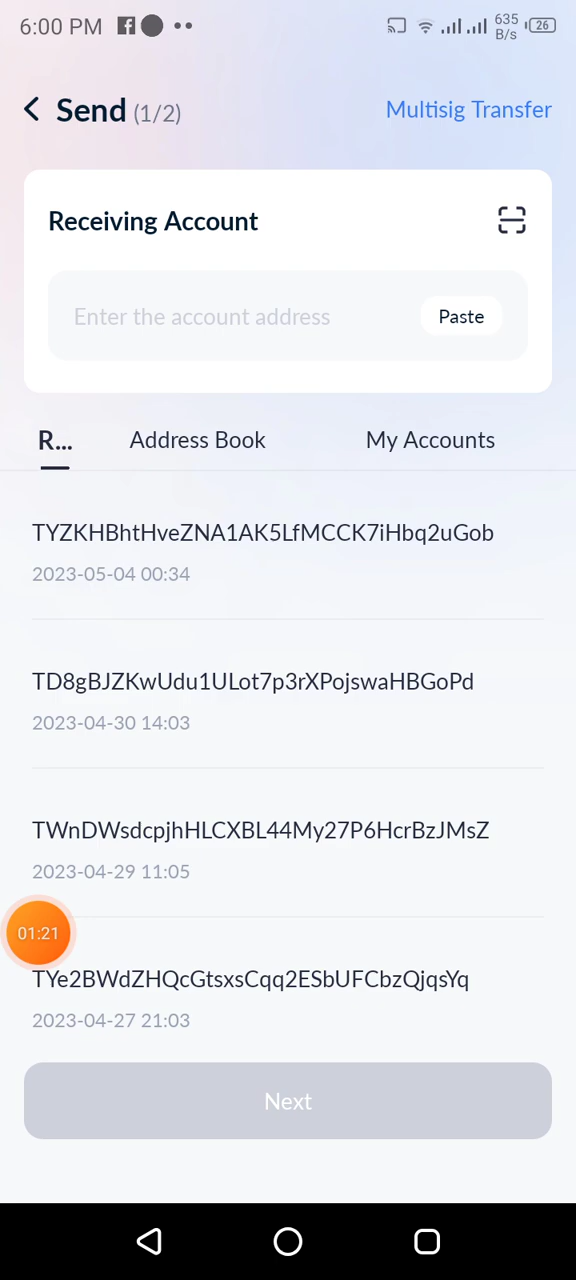 6:00 PM 635 B/s 26
Send (1/2) Multisig Transfer
Receiving Account
Enter the account address Paste
R... Address Book My Accounts
TYZKHBhtHveZNA1AK5LfMCCK7iHbq2uGob
2023-05-04 00:34
TD8gBJZKwUdu1ULot7p3rXPojswaHBGoPd
2023-04-30 14:03
TWnDWsdcpjhHLCXBL44My27P6HcrBzJMsZ
2023-04-29 11:05
01:21
TYe2BWdZHQcGtsxsCqq2ESbUFCbzQjqsYq
2023-04-27 21:03
Next